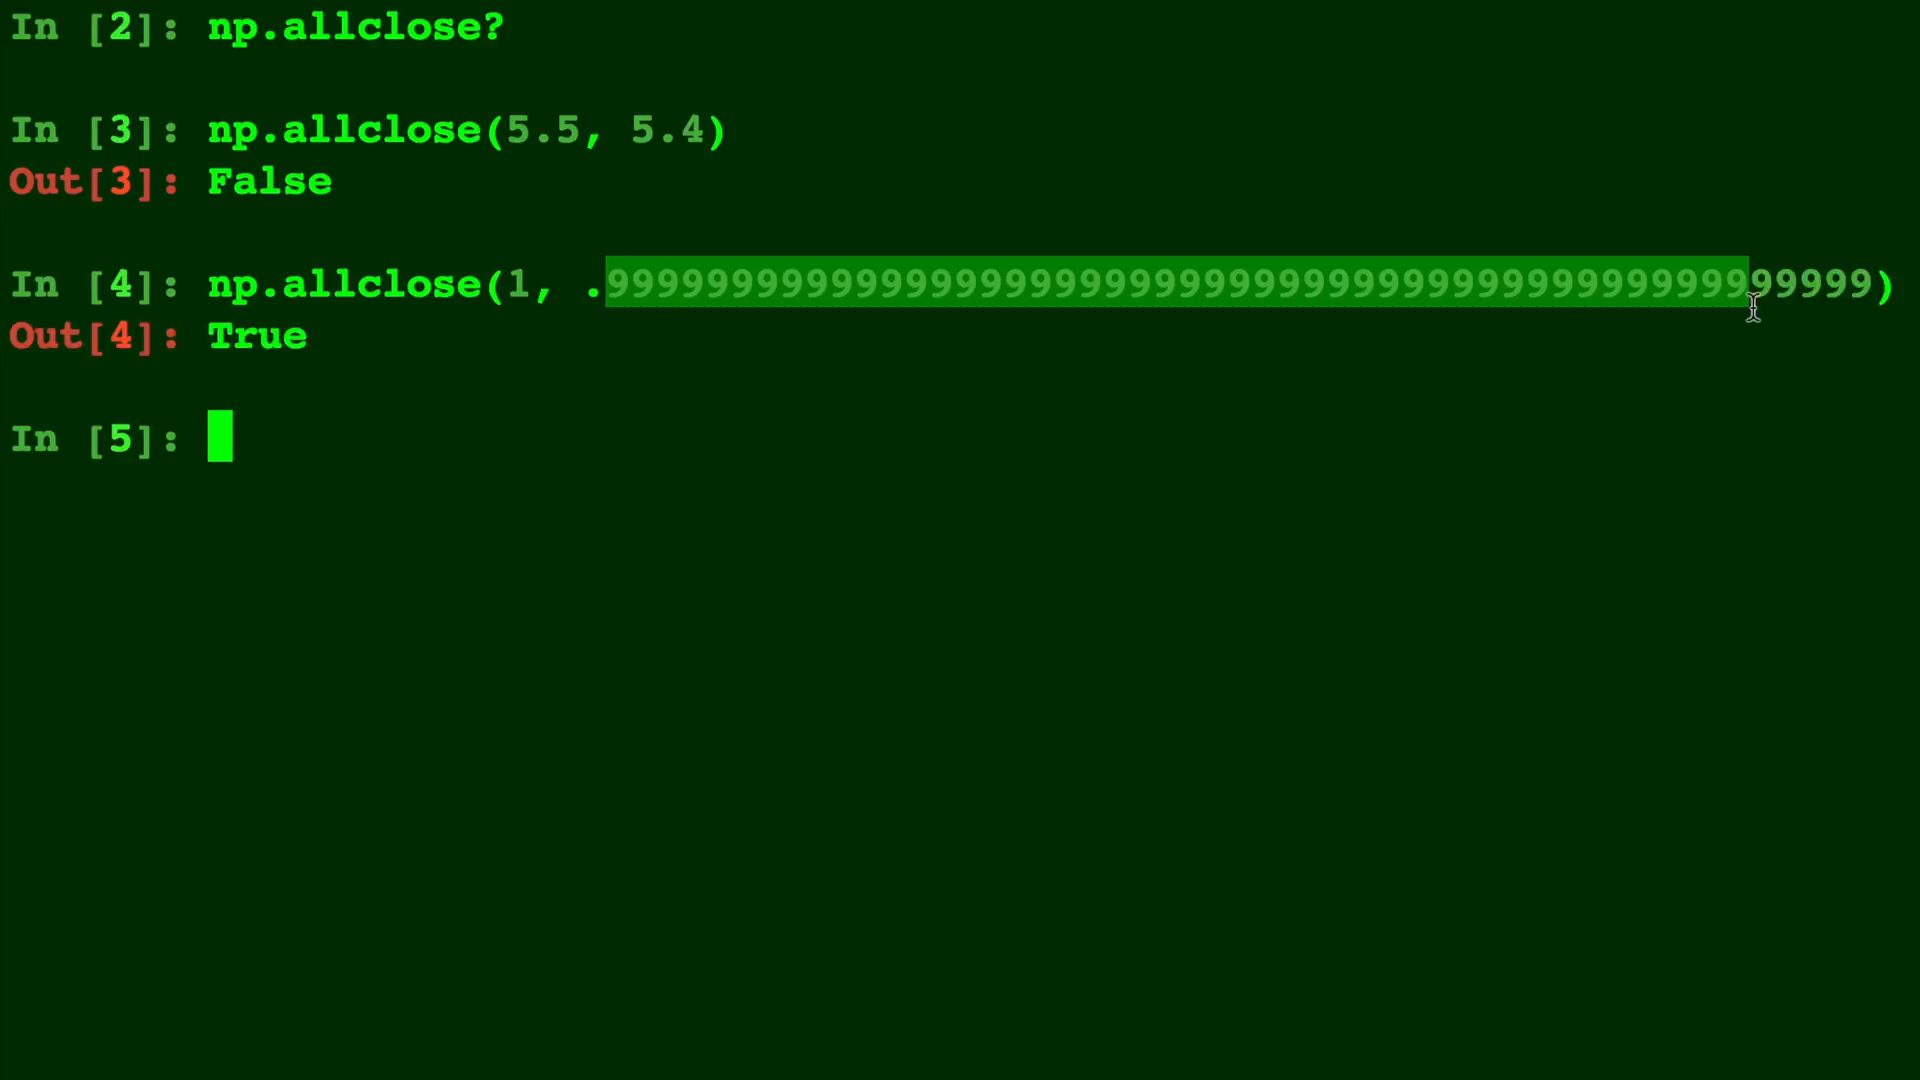 In [2]: np.allclose?
In [3]: np.allclose(5.5, 5.4)
Out[3]: False
In [4]: np.allclose(1, .999999999999999999999999999999999999999999999999999)
Out[4]: True
In [5]: